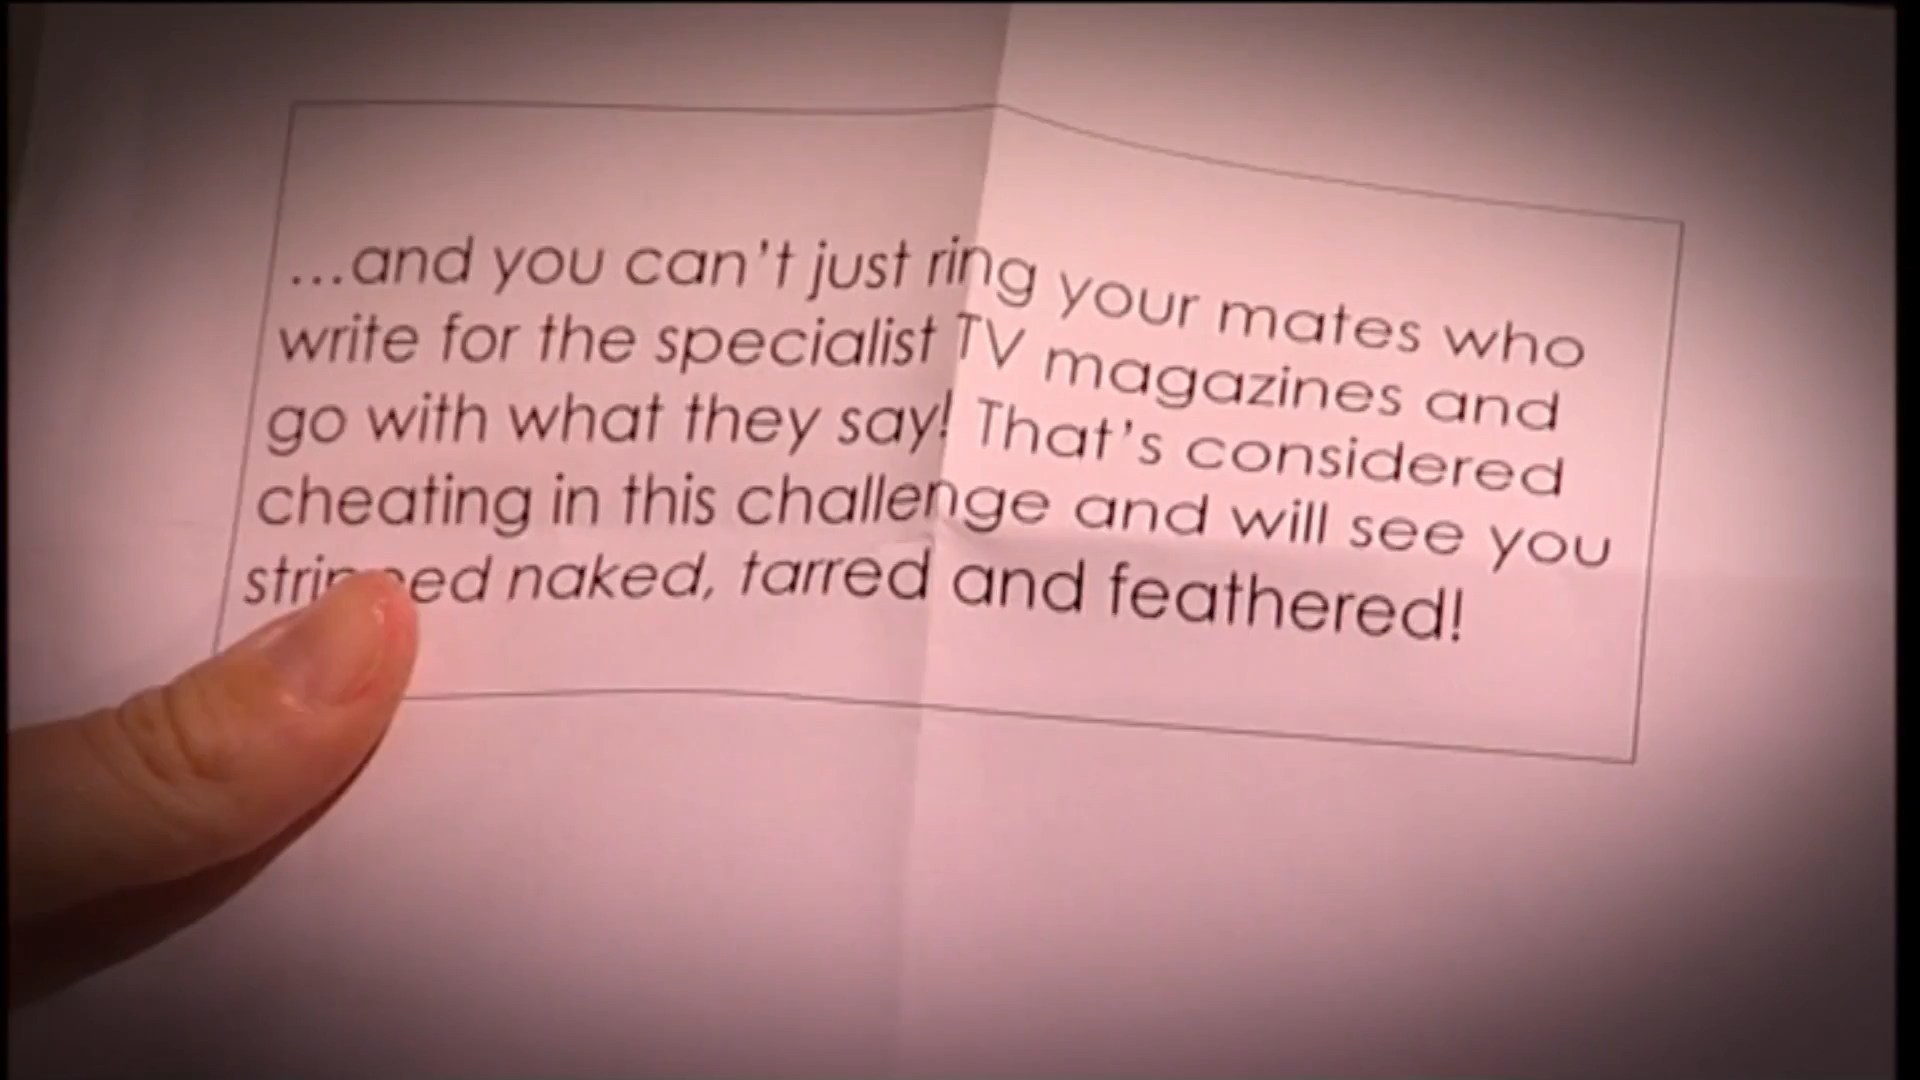 ...and you can't just ring your mates who
write for the specialist TV magazines and
go with what they say! That's considered
cheating in this challenge and will see you
stripped naked, tarred and feathered!